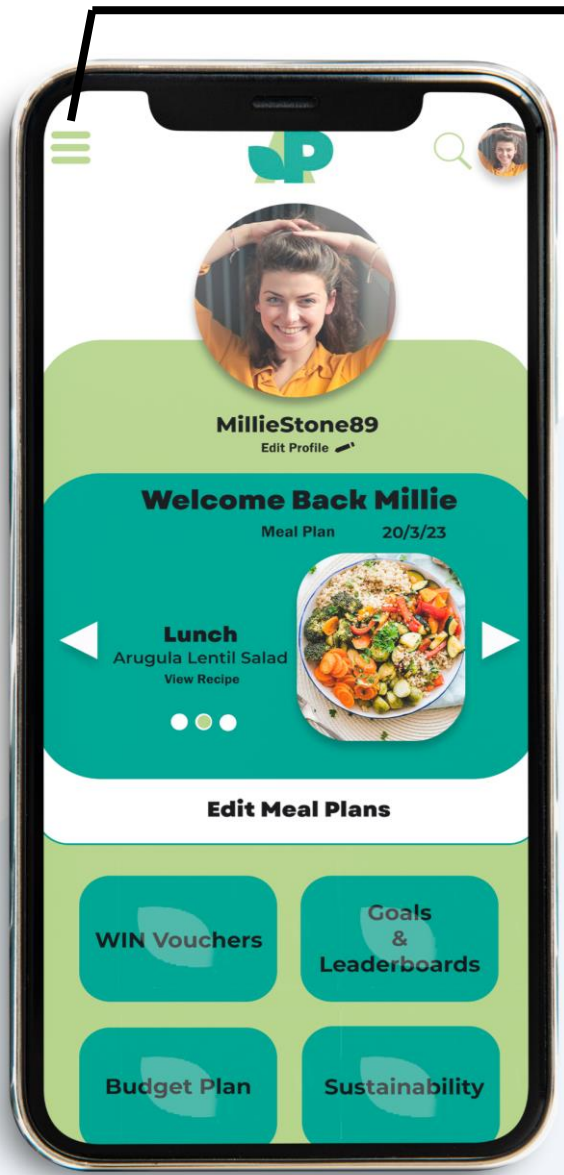 AP
MillieStone89
Edit Profile
Welcome Back Millie
Meal Plan 20/3/23
Lunch
Arugula Lentil Salad
View Recipe
Edit Meal Plans
WIN Vouchers
Goals
&
Leaderboards
Budget Plan
Sustainability